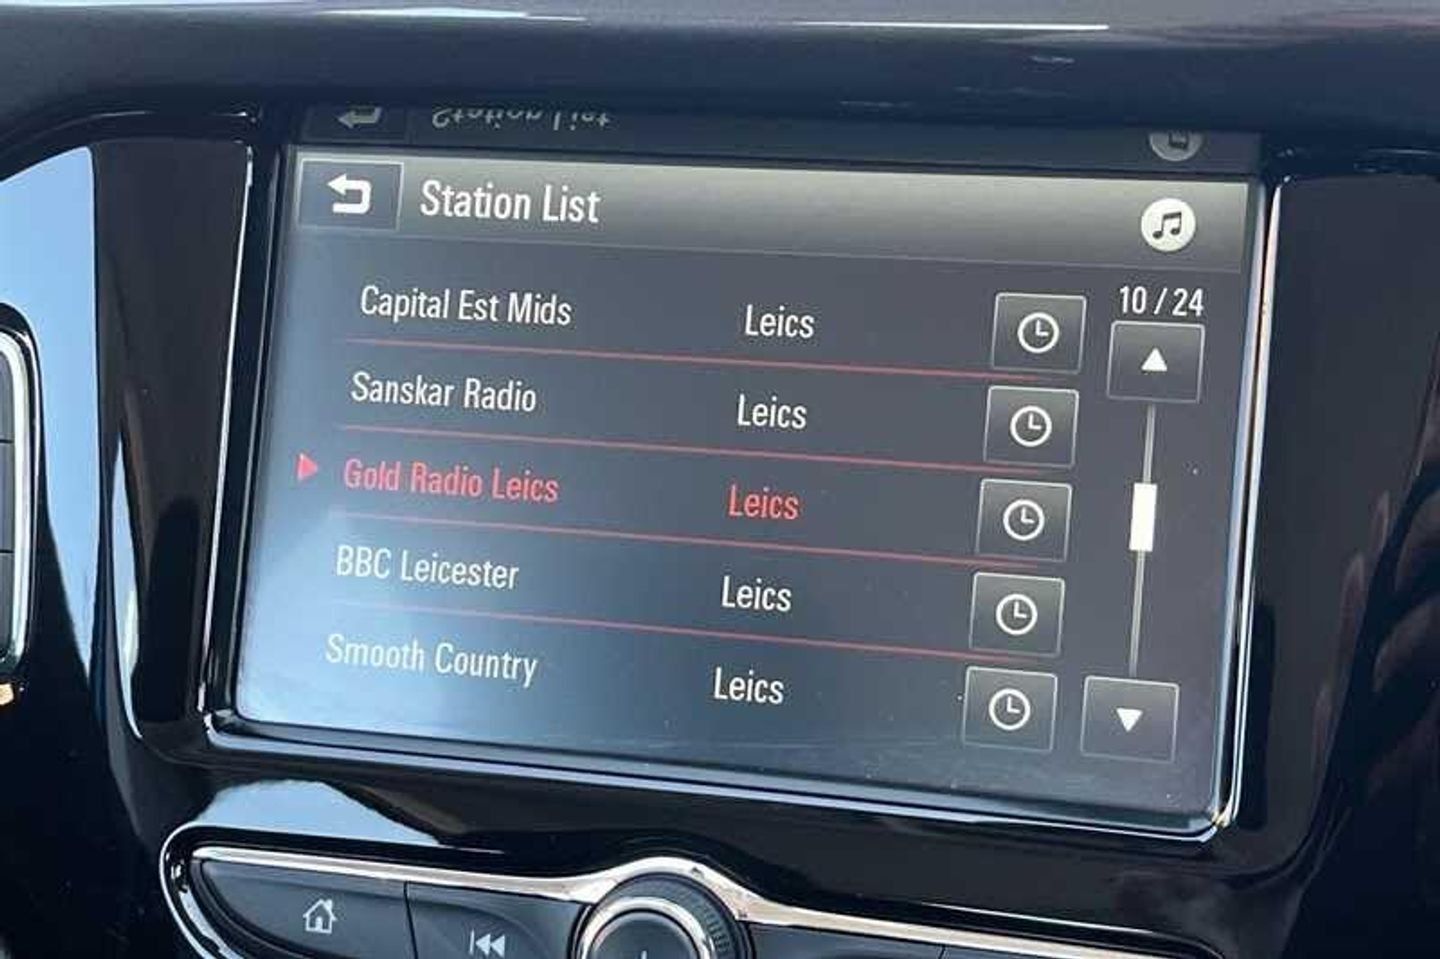 Station List
10 / 24
Capital Est Mids Leics
Sanskar Radio Leics
Gold Radio Leics Leics
BBC Leicester Leics
Smooth Country Leics